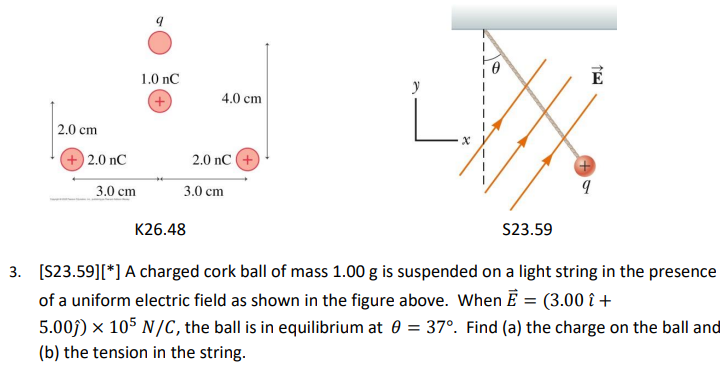 q
1.0 nC
+
4.0 cm
2.0 cm
+ 2.0 nC
2.0 nC +
3.0 cm
3.0 cm
K26.48
θ
E⃗
y
x
+
q
S23.59
3. [S23.59][*] A charged cork ball of mass 1.00 g is suspended on a light string in the presence
of a uniform electric field as shown in the figure above. When E⃗ = (3.00 î +
5.00ĵ) × 10⁵ N/C, the ball is in equilibrium at θ = 37°. Find (a) the charge on the ball and
(b) the tension in the string.